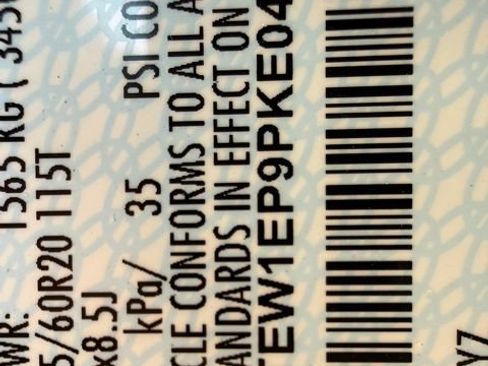 WR: 1565 KG ( 345
5/60R20 115T
x8.5J
kPa/ 35 PSI CO
CLE CONFORMS TO ALL A
ANDARDS IN EFFECT ON
EW1EP9PKE04
YZ